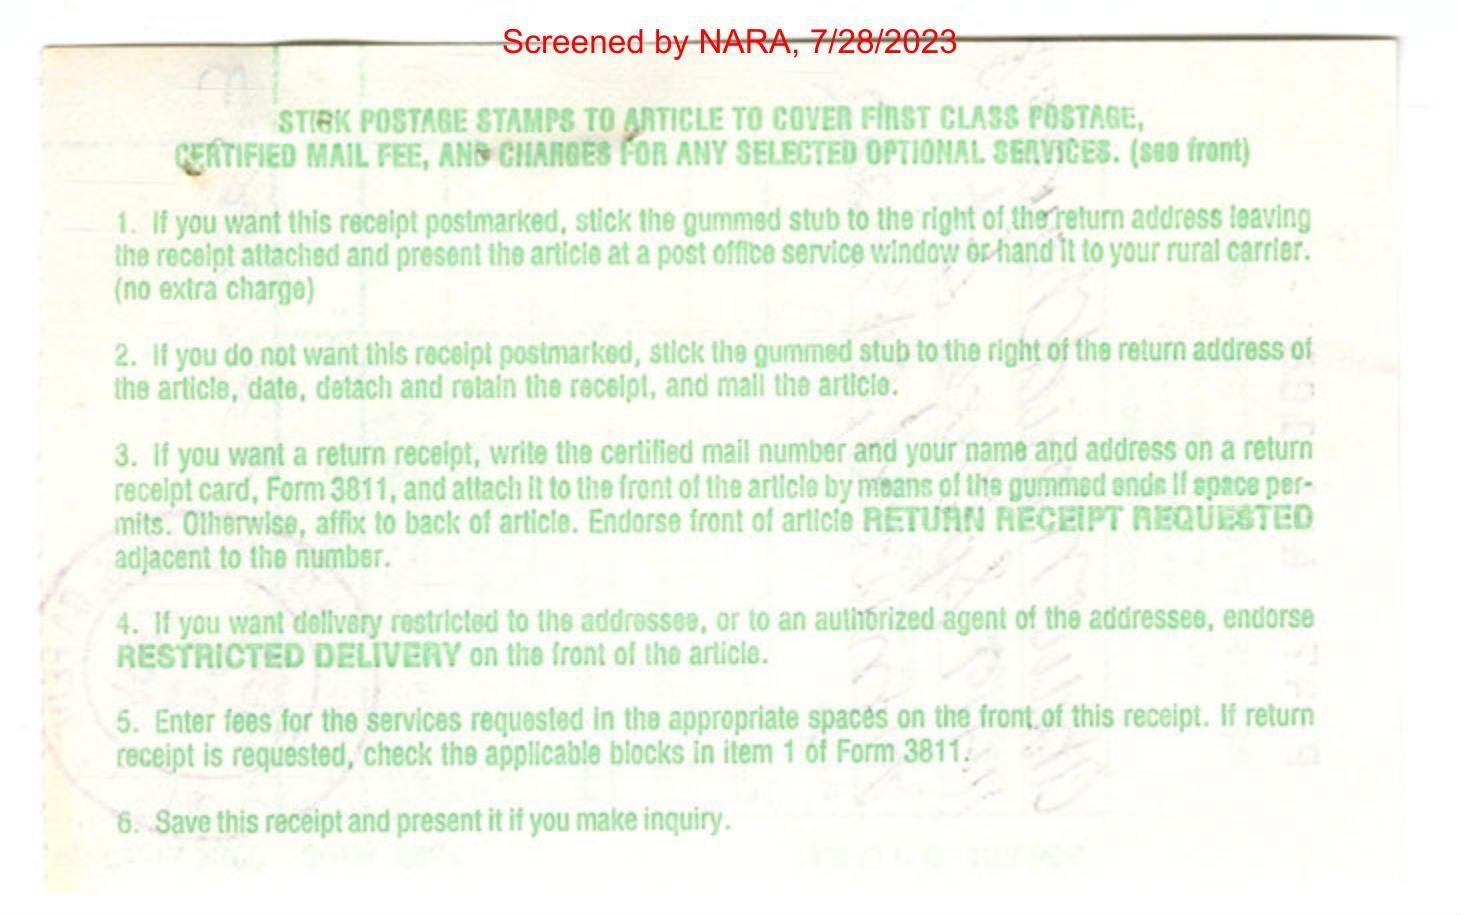 Screened by NARA, 7/28/2023
STICK POSTAGE STAMPS TO ARTICLE TO COVER FIRST CLASS POSTAGE,
CERTIFIED MAIL FEE, AND CHARGES FOR ANY SELECTED OPTIONAL SERVICES. (see front)
1. If you want this receipt postmarked, stick the gummed stub to the right of the return address leaving
the receipt attached and present the article at a post office service window or hand it to your rural carrier.
(no extra charge)
2. If you do not want this receipt postmarked, stick the gummed stub to the right of the return address of
the article, date, detach and retain the receipt, and mail the article.
3. If you want a return receipt, write the certified mail number and your name and address on a return
receipt card, Form 3811, and attach it to the front of the article by means of the gummed ends if space per-
mits. Otherwise, affix to back of article. Endorse front of article RETURN RECEIPT REQUESTED
adjacent to the number.
4. If you want delivery restricted to the addressee, or to an authorized agent of the addressee, endorse
RESTRICTED DELIVERY on the front of the article.
5. Enter fees for the services requested in the appropriate spaces on the front of this receipt. If return
receipt is requested, check the applicable blocks in item 1 of Form 3811.
6. Save this receipt and present it if you make inquiry.